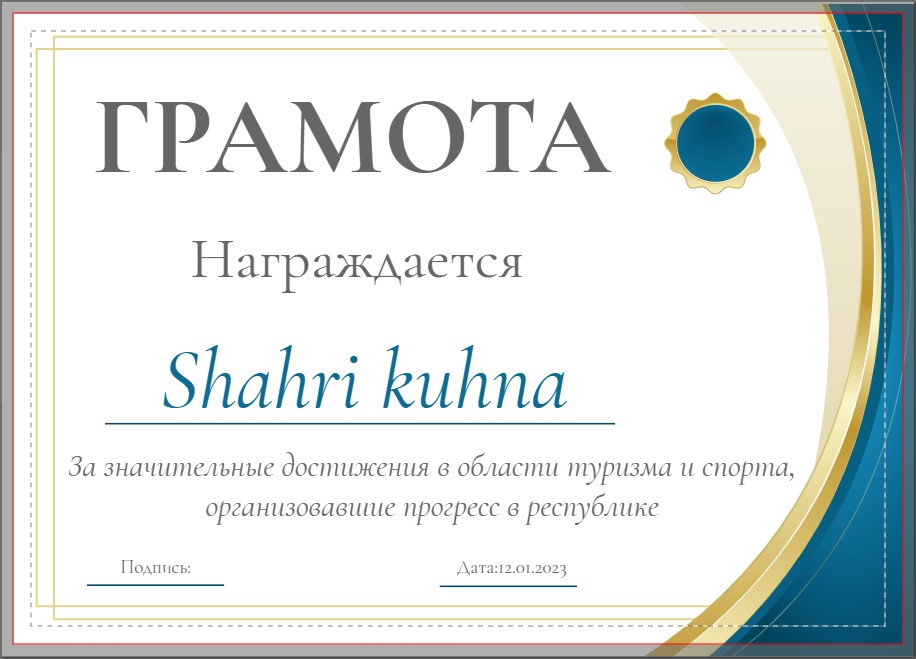 ГРАМОТА
Награждается
Shahri kuhna
За значительные достижения в области туризма и спорта,
организовавшие прогресс в республике
Подпись: Дата:12.01.2023